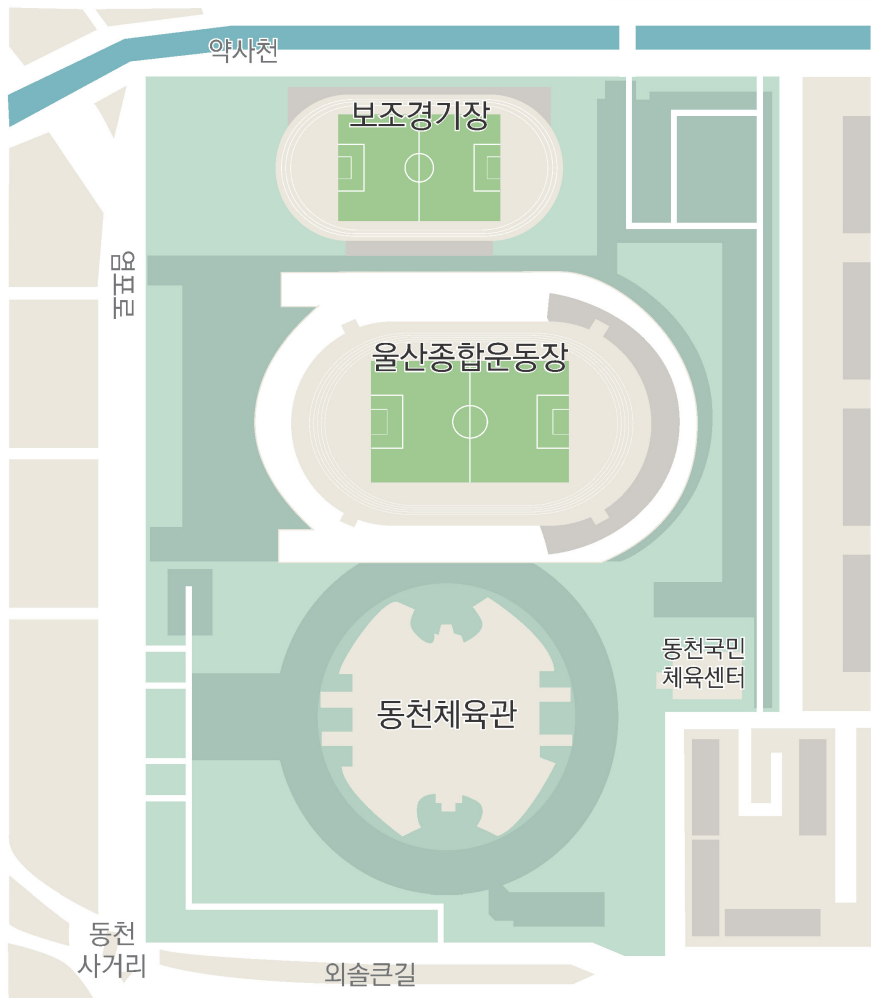 약사천
보조경기장
염포로
울산종합운동장
동천국민
체육센터
동천체육관
동천
사거리
외솔큰길